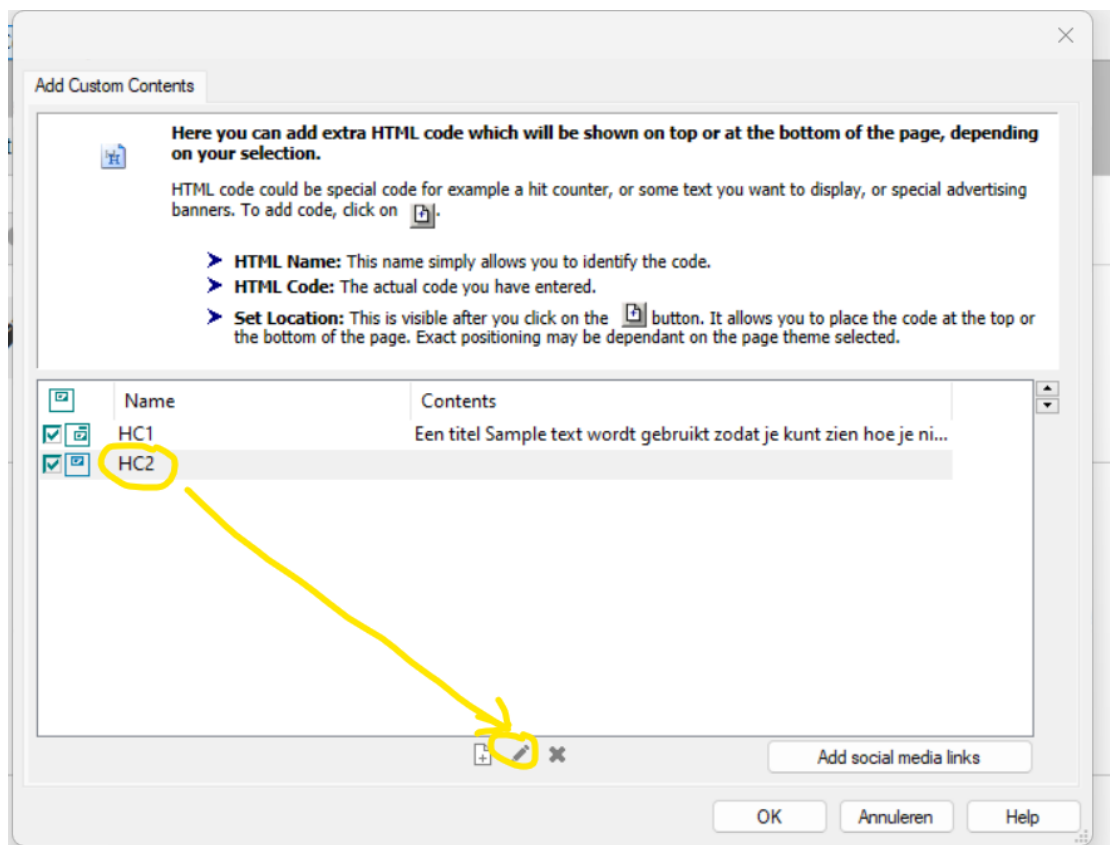 Add Custom Contents
Here you can add extra HTML code which will be shown on top or at the bottom of the page, depending
on your selection.
HTML code could be special code for example a hit counter, or some text you want to display, or special advertising
banners. To add code, click on .
HTML Name: This name simply allows you to identify the code.
HTML Code: The actual code you have entered.
Set Location: This is visible after you click on the button. It allows you to place the code at the top or
the bottom of the page. Exact positioning may be dependant on the page theme selected.
Name Contents
HC1 Een titel Sample text wordt gebruikt zodat je kunt zien hoe je ni...
HC2
Add social media links
OK Annuleren Help